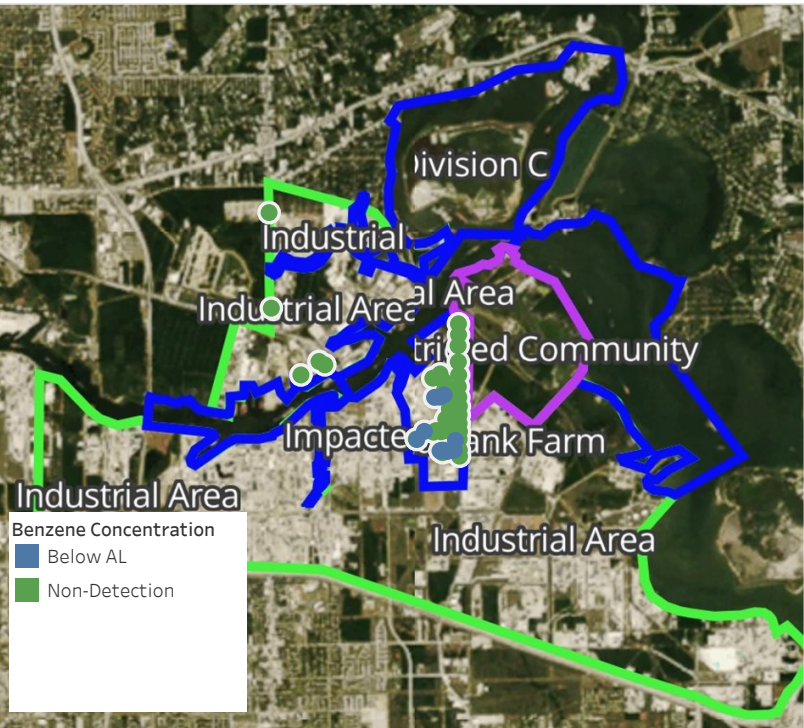 Division C
Industrial
Industrial Area
al Area
tricted Community
Impacte
ank Farm
Industrial Area
Industrial Area
Benzene Concentration
Below AL
Non-Detection